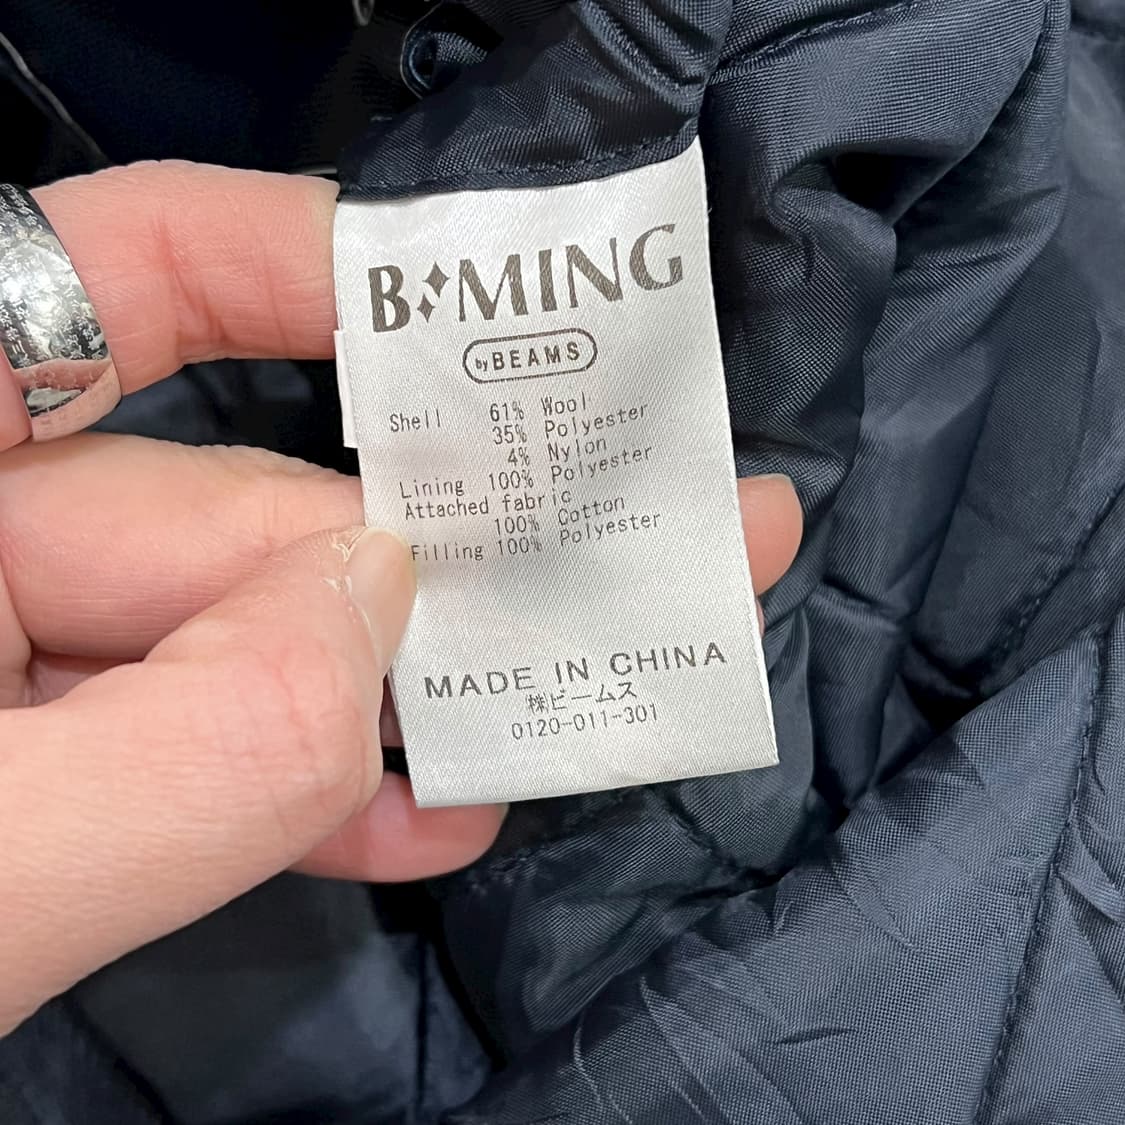 B MING
by BEAMS
Shell 61% Wool
35% Polyester
4% Nylon
Lining 100% Polyester
Attached fabric
100% Cotton
Filling 100% Polyester
MADE IN CHINA
㈱ビームス
0120-011-301